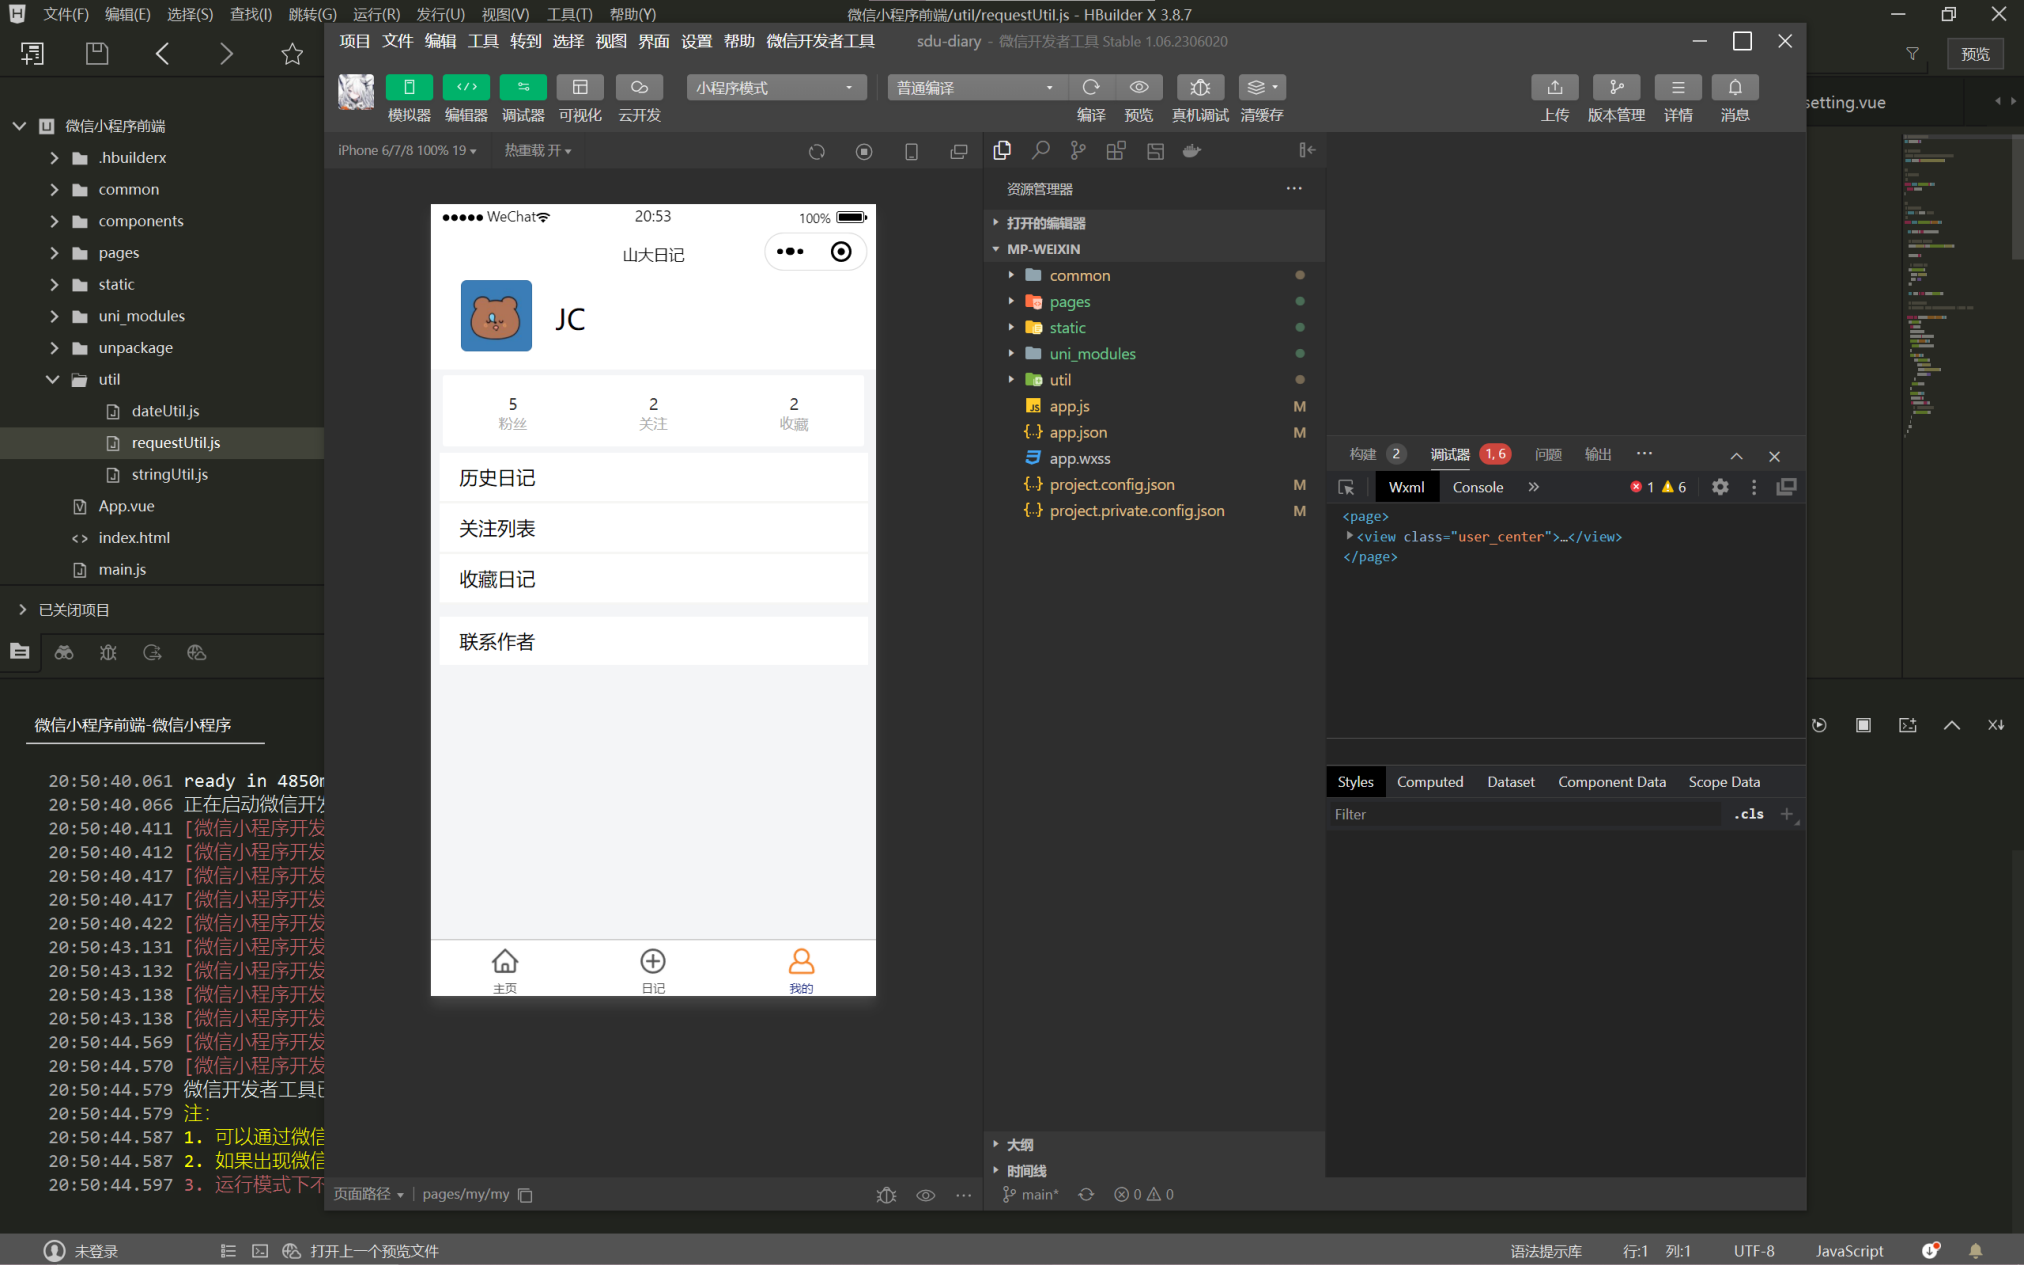 文件(F) 编辑(E) 选择(S) 查找(I) 跳转(G) 运行(R) 发行(U) 视图(V) 工具(T) 帮助(Y)
微信小程序前端/util/requestUtil.js - HBuilder X 3.8.7
预览
setting.vue
微信小程序前端
.hbuilderx
common
components
pages
static
uni_modules
unpackage
util
dateUtil.js
requestUtil.js
stringUtil.js
App.vue
index.html
main.js
已关闭项目
项目 文件 编辑 工具 转到 选择 视图 界面 设置 帮助 微信开发者工具
sdu-diary - 微信开发者工具 Stable 1.06.2306020
模拟器 编辑器 调试器 可视化 云开发
小程序模式
普通编译
编译 预览 真机调试 清缓存
上传 版本管理 详情 消息
iPhone 6/7/8 100% 19
热重载 开
WeChat
20:53
100%
山大日记
JC
5
粉丝
2
关注
2
收藏
历史日记
关注列表
收藏日记
联系作者
主页
日记
我的
页面路径
pages/my/my
资源管理器
打开的编辑器
MP-WEIXIN
common
pages
static
uni_modules
util
app.js M
app.json M
app.wxss
project.config.json M
project.private.config.json M
大纲
时间线
main*
0 0
构建 2 调试器 1, 6 问题 输出
Wxml Console 1 6
<page>
<view class="user_center">…</view>
</page>
Styles Computed Dataset Component Data Scope Data
Filter
.cls
微信小程序前端-微信小程序
20:50:40.061 ready in 4850m
20:50:40.066 正在启动微信开发
20:50:40.411 [微信小程序开发
20:50:40.412 [微信小程序开发
20:50:40.417 [微信小程序开发
20:50:40.417 [微信小程序开发
20:50:40.422 [微信小程序开发
20:50:43.131 [微信小程序开发
20:50:43.132 [微信小程序开发
20:50:43.138 [微信小程序开发
20:50:43.138 [微信小程序开发
20:50:44.569 [微信小程序开发
20:50:44.570 [微信小程序开发
20:50:44.579 微信开发者工具已
20:50:44.579 注：
20:50:44.587 1. 可以通过微信
20:50:44.587 2. 如果出现微信
20:50:44.597 3. 运行模式下不
未登录
打开上一个预览文件
语法提示库
行:1 列:1
UTF-8
JavaScript